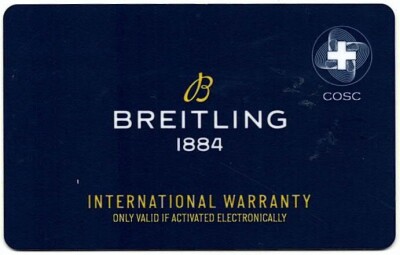 COSC
B
BREITLING
1884
INTERNATIONAL WARRANTY
ONLY VALID IF ACTIVATED ELECTRONICALLY